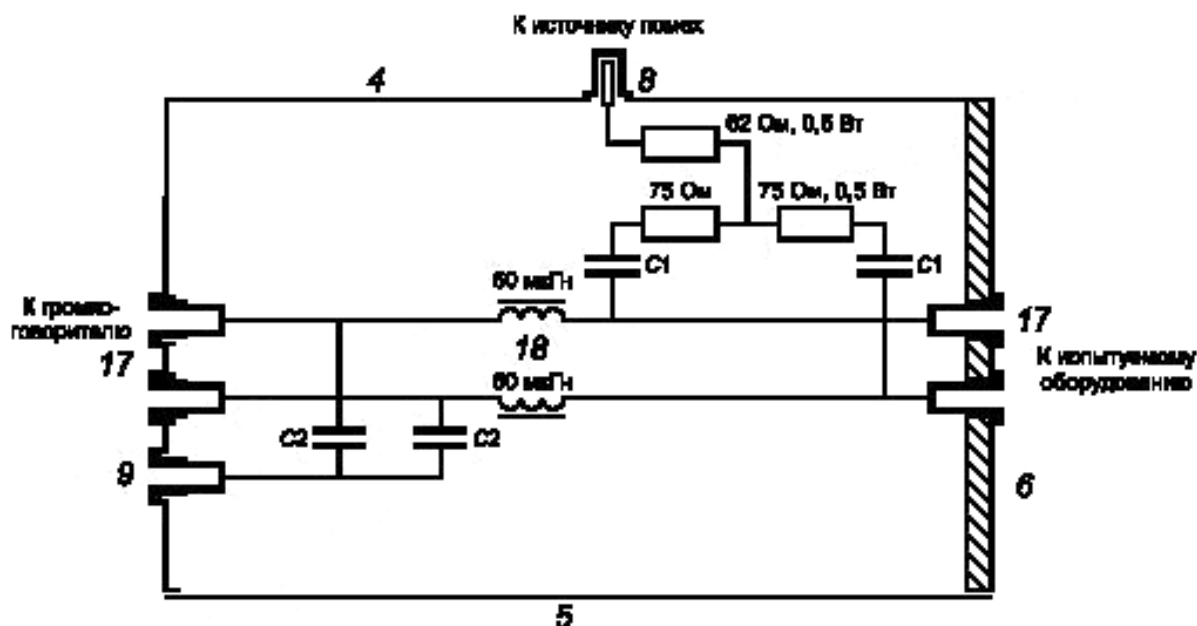 К источнику помех
4
8
62 Ом, 0,5 Вт
75 Ом
75 Ом, 0,5 Вт
C1
C1
60 мкГн
К громко-
говорителю
17
18
17
60 мкГн
К испытуемому
оборудованию
C2
C2
9
6
5